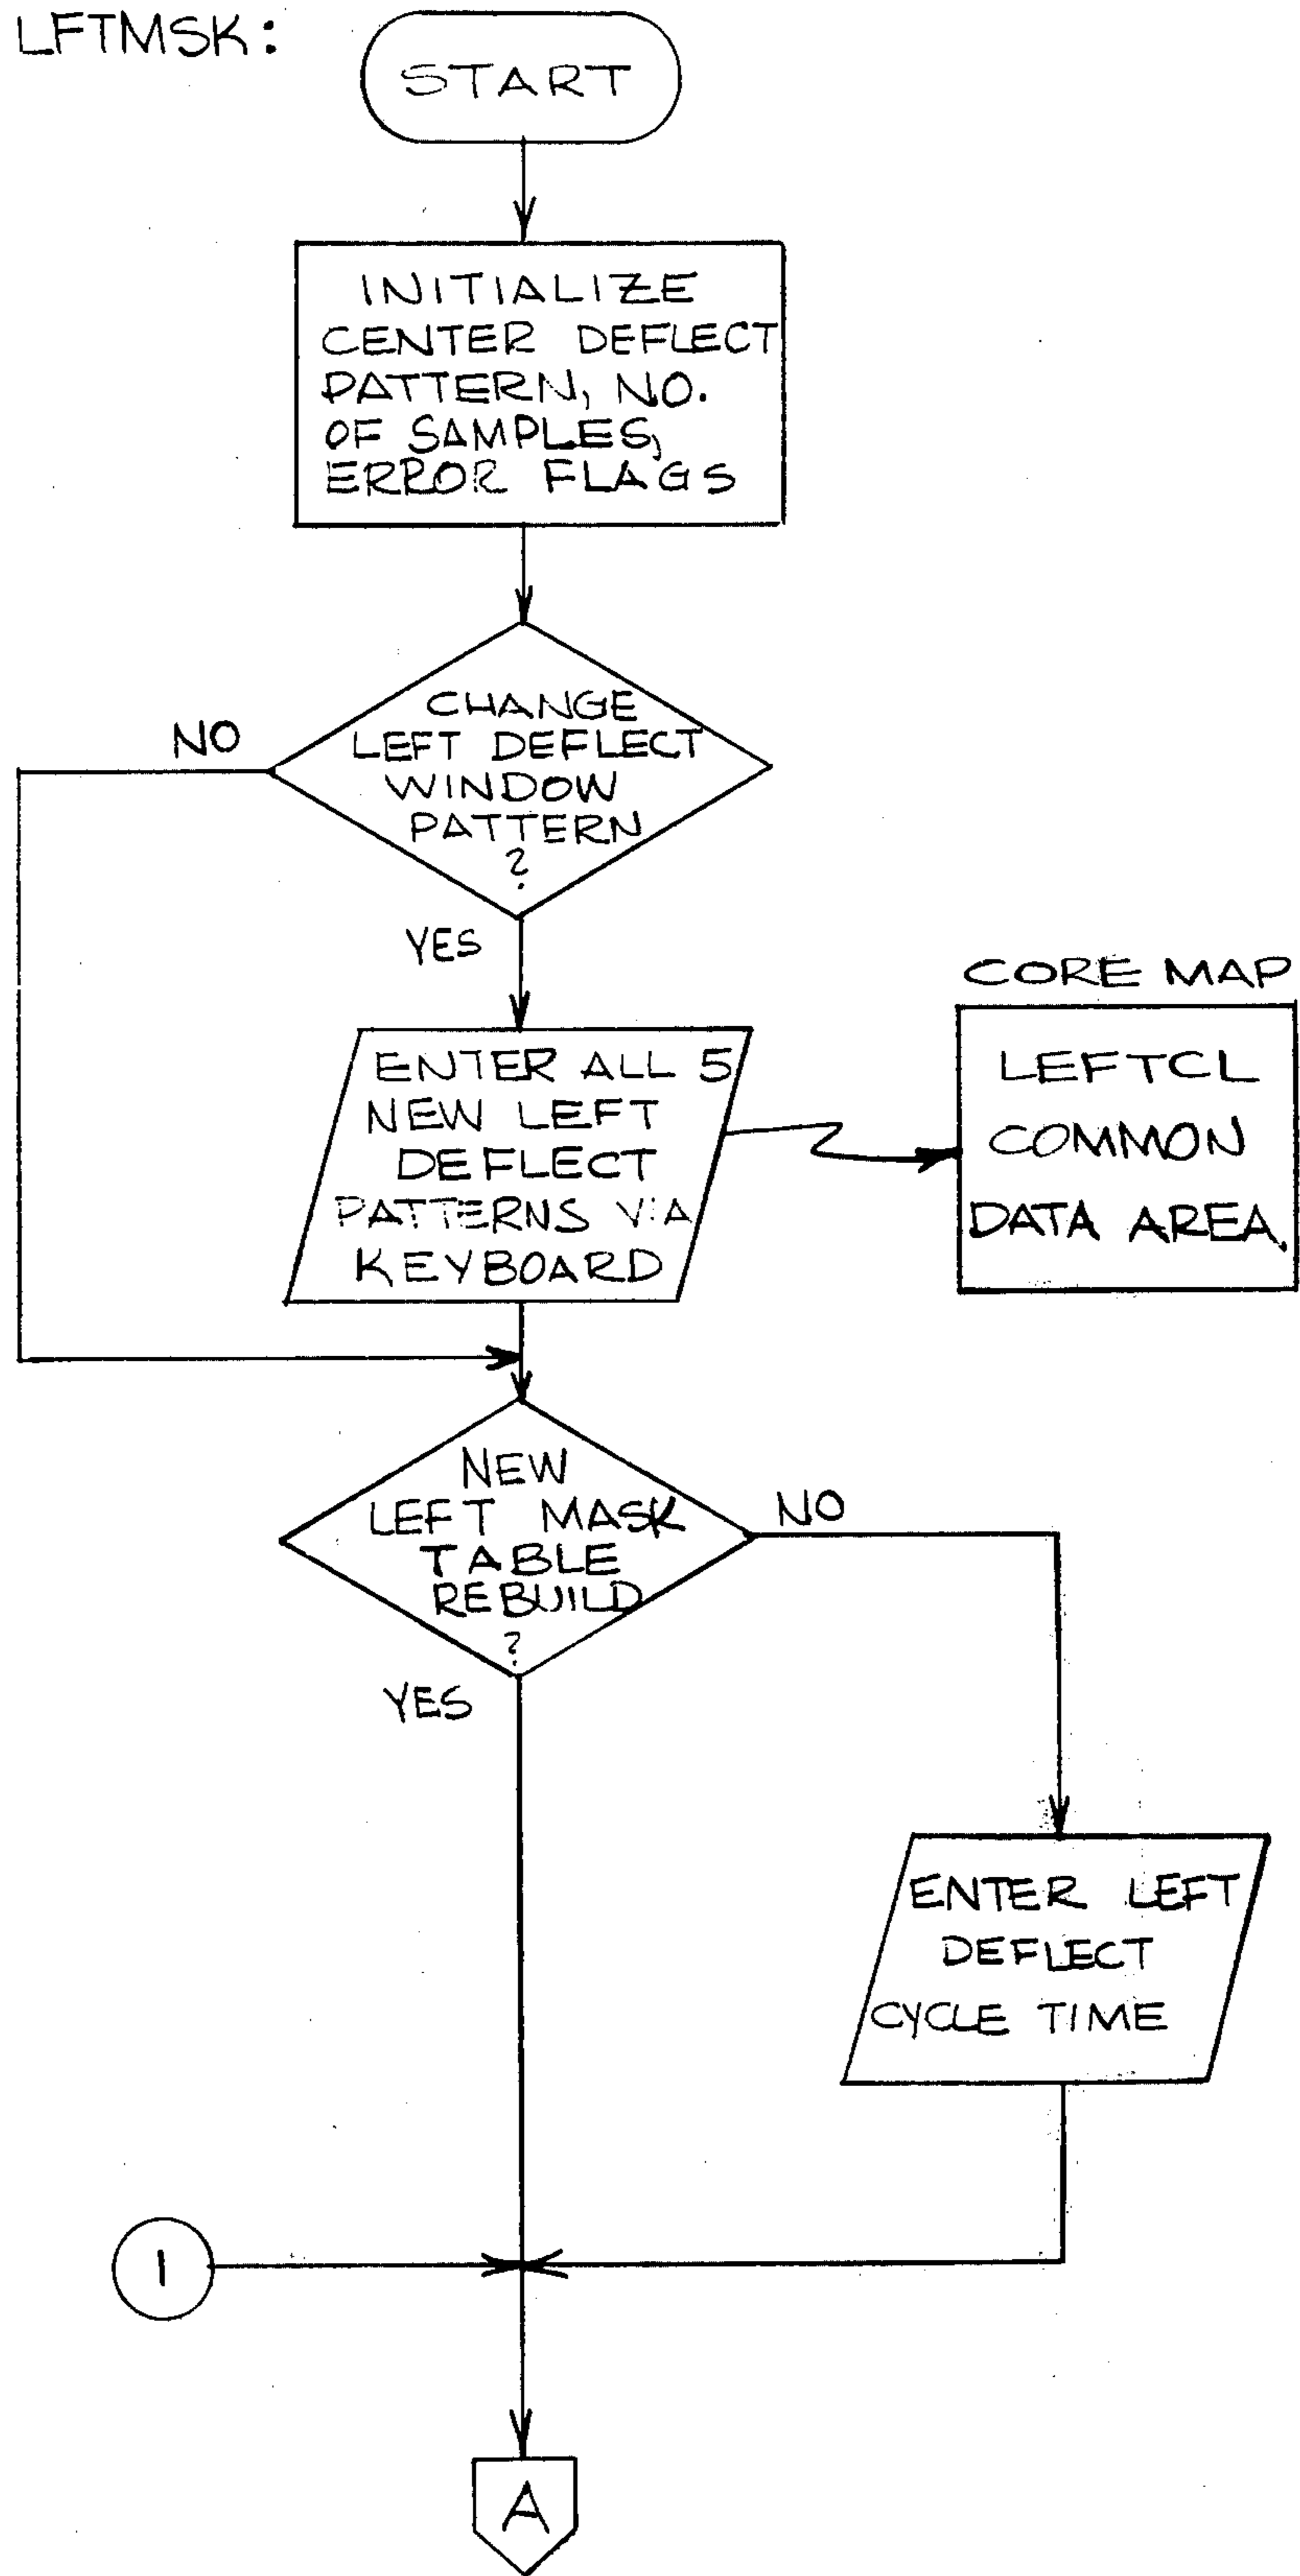 LFTMSK:
START
INITIALIZE
CENTER DEFLECT
PATTERN, NO.
OF SAMPLES,
ERROR FLAGS
CHANGE
LEFT DEFLECT
WINDOW
PATTERN
?
NO
YES
ENTER ALL 5
NEW LEFT
DEFLECT
PATTERNS VIA
KEYBOARD
CORE MAP
LEFTCL
COMMON
DATA AREA.
NEW
LEFT MASK
TABLE
REBUILD
?
NO
YES
ENTER LEFT
DEFLECT
CYCLE TIME
1
A